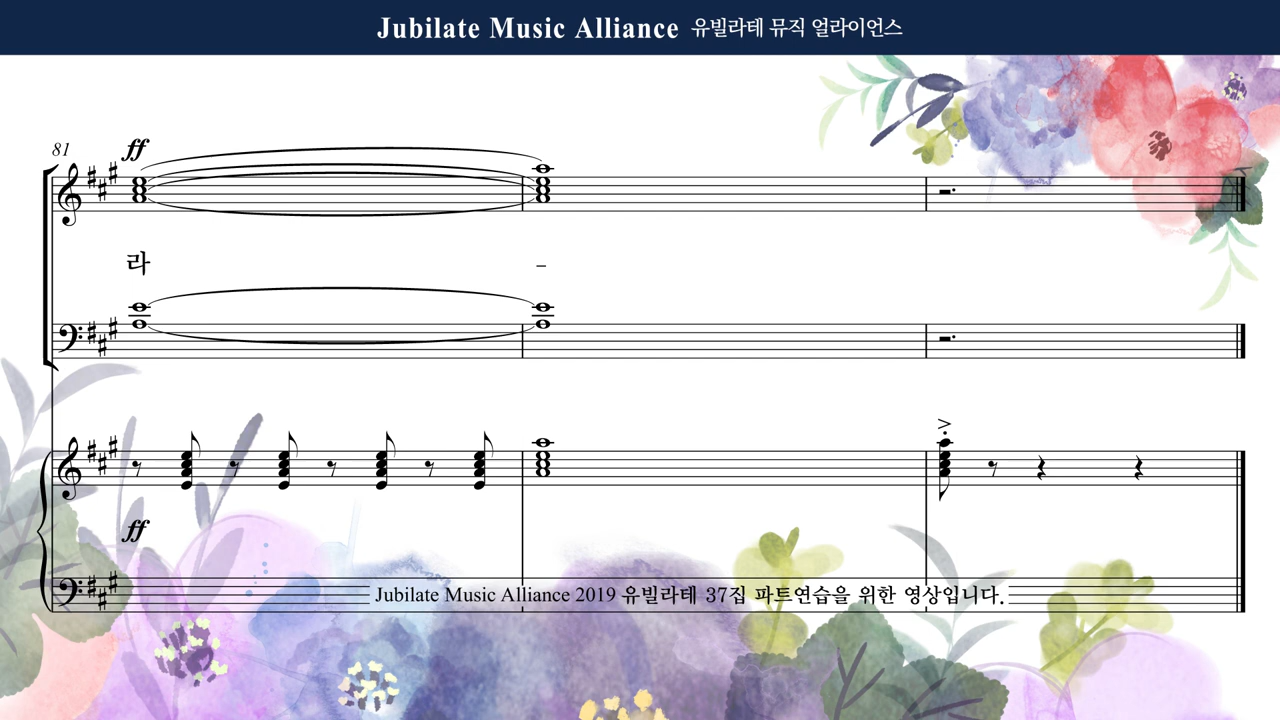 Jubilate Music Alliance 유빌라테 뮤직 얼라이언스
81
ff
라 -
ff
Jubilate Music Alliance 2019 유빌라테 37집 파트연습을 위한 영상입니다.